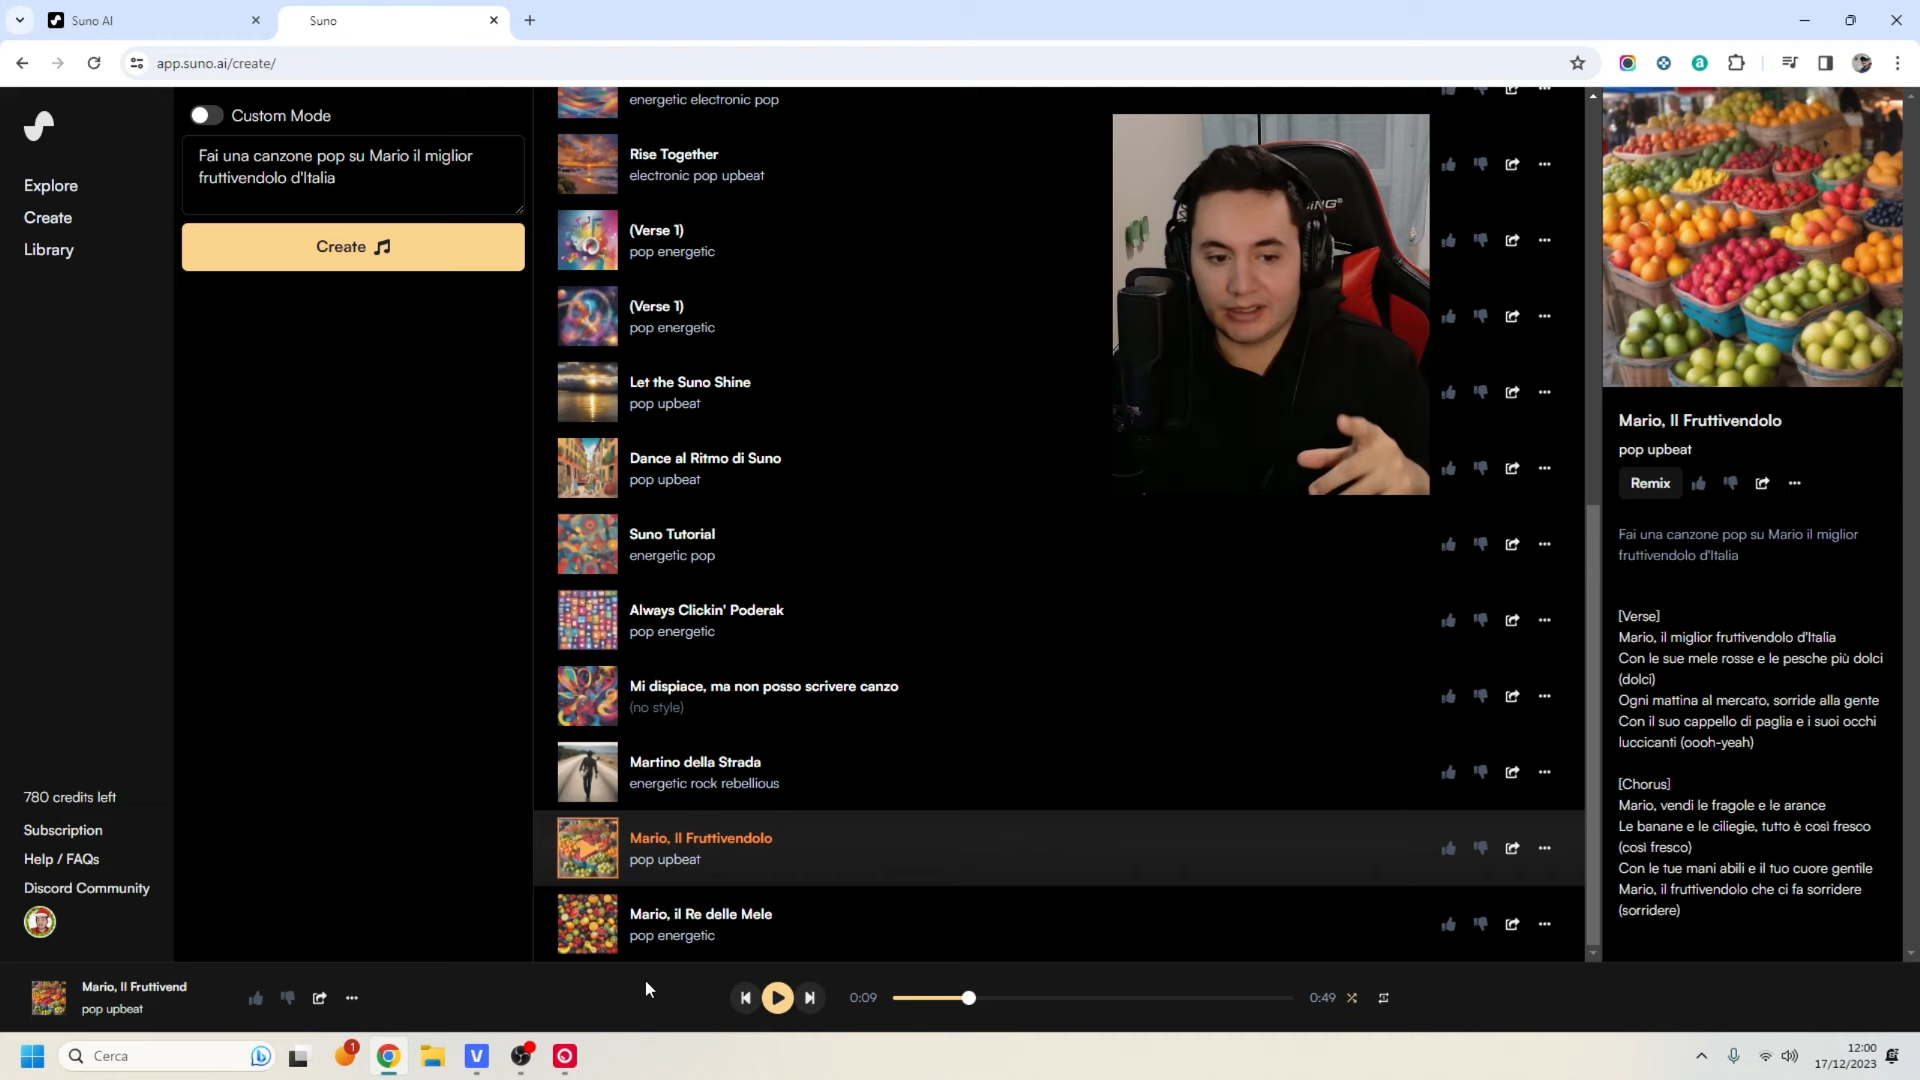 Suno AI
Suno
app.suno.ai/create/
Explore
Create
Library
780 credits left
Subscription
Help / FAQs
Discord Community
Custom Mode
Fai una canzone pop su Mario il miglior
fruttivendolo d'Italia
Create
energetic electronic pop
Rise Together
electronic pop upbeat
(Verse 1)
pop energetic
(Verse 1)
pop energetic
Let the Suno Shine
pop upbeat
Dance al Ritmo di Suno
pop upbeat
Suno Tutorial
energetic pop
Always Clickin' Poderak
pop energetic
Mi dispiace, ma non posso scrivere canzo
(no style)
Martino della Strada
energetic rock rebellious
Mario, Il Fruttivendolo
pop upbeat
Mario, il Re delle Mele
pop energetic
Mario, Il Fruttivendolo
pop upbeat
Remix
Fai una canzone pop su Mario il miglior
fruttivendolo d'Italia
[Verse]
Mario, il miglior fruttivendolo d'Italia
Con le sue mele rosse e le pesche più dolci
(dolci)
Ogni mattina al mercato, sorride alla gente
Con il suo cappello di paglia e i suoi occhi
luccicanti (oooh-yeah)
[Chorus]
Mario, vendi le fragole e le arance
Le banane e le ciliegie, tutto è così fresco
(così fresco)
Con le tue mani abili e il tuo cuore gentile
Mario, il fruttivendolo che ci fa sorridere
(sorridere)
Mario, Il Fruttivend
pop upbeat
0:09
0:49
Cerca
1
V
12:00
17/12/2023